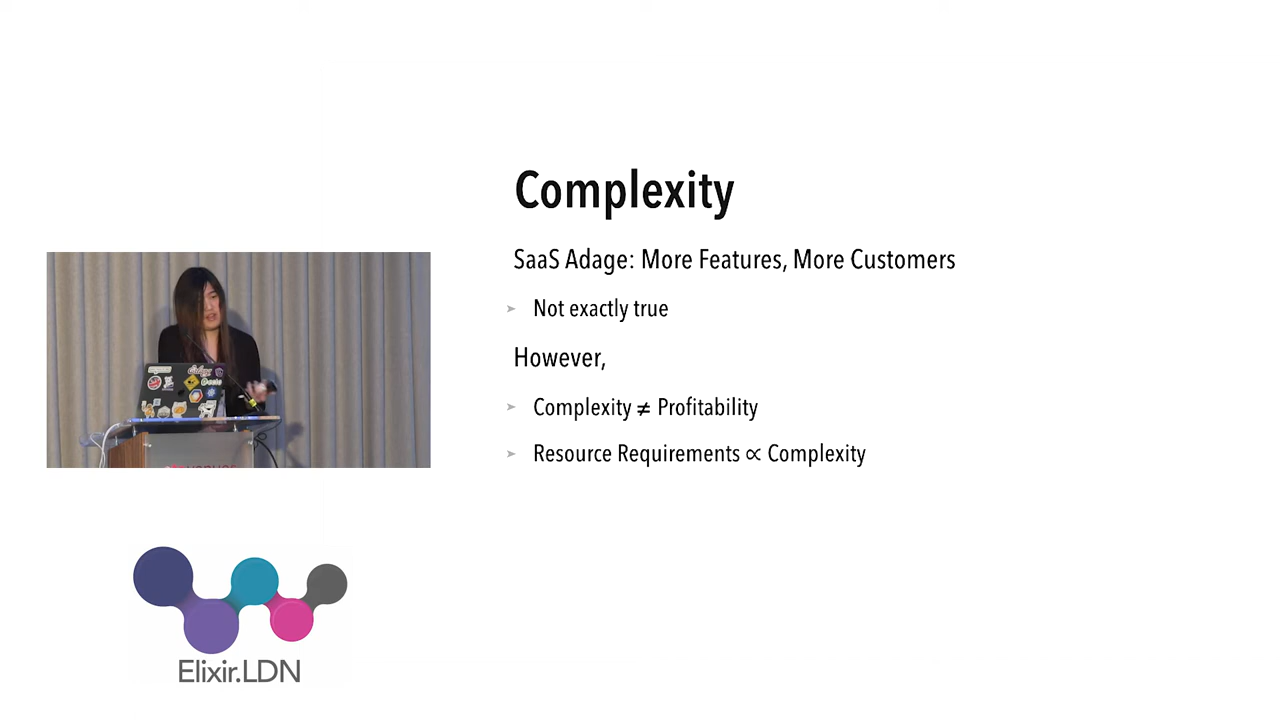 Complexity
SaaS Adage: More Features, More Customers
➢ Not exactly true
However,
➢ Complexity ≠ Profitability
➢ Resource Requirements ∝ Complexity
Elixir.LDN